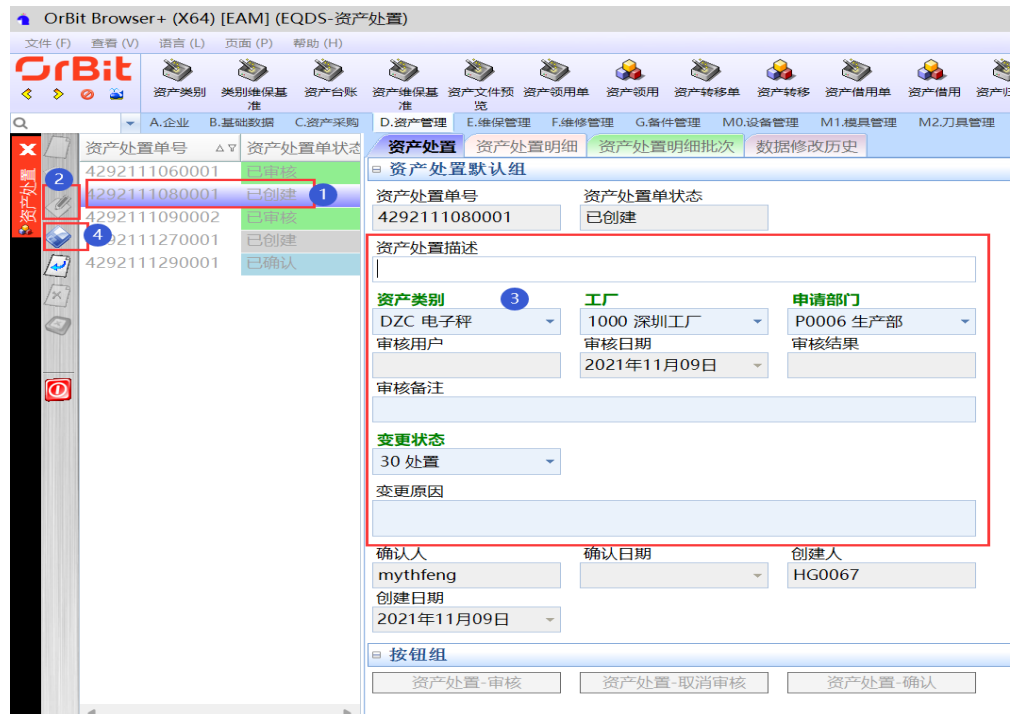 OrBit Browser+ (X64) [EAM] (EQDS-资产处置)
文件 (F) 查看 (V) 语言 (L) 页面 (P) 帮助 (H)
OrBit
资产类别 类别维保基准 资产台账 资产维保基准 资产文件预览 资产领用单 资产领用 资产转移单 资产转移 资产借用单 资产借用 资产归
A.企业 B.基础数据 C.资产采购 D.资产管理 E.维保管理 F.维修管理 G.备件管理 M0.设备管理 M1.模具管理 M2.刀具管理
X
资产处置
资产处置单号 资产处置单状态
4292111060001 已审核
2
4292111080001 已创建 1
4292111090002 已审核
4
4292111270001 已创建
4292111290001 已确认
资产处置 资产处置明细 资产处置明细批次 数据修改历史
资产处置默认组
资产处置单号 资产处置单状态
4292111080001 已创建
资产处置描述
资产类别 3 工厂 申请部门
DZC 电子秤 1000 深圳工厂 P0006 生产部
审核用户 审核日期 审核结果
2021年11月09日
审核备注
变更状态
30 处置
变更原因
确认人 确认日期 创建人
mythfeng HG0067
创建日期
2021年11月09日
按钮组
资产处置-审核 资产处置-取消审核 资产处置-确认